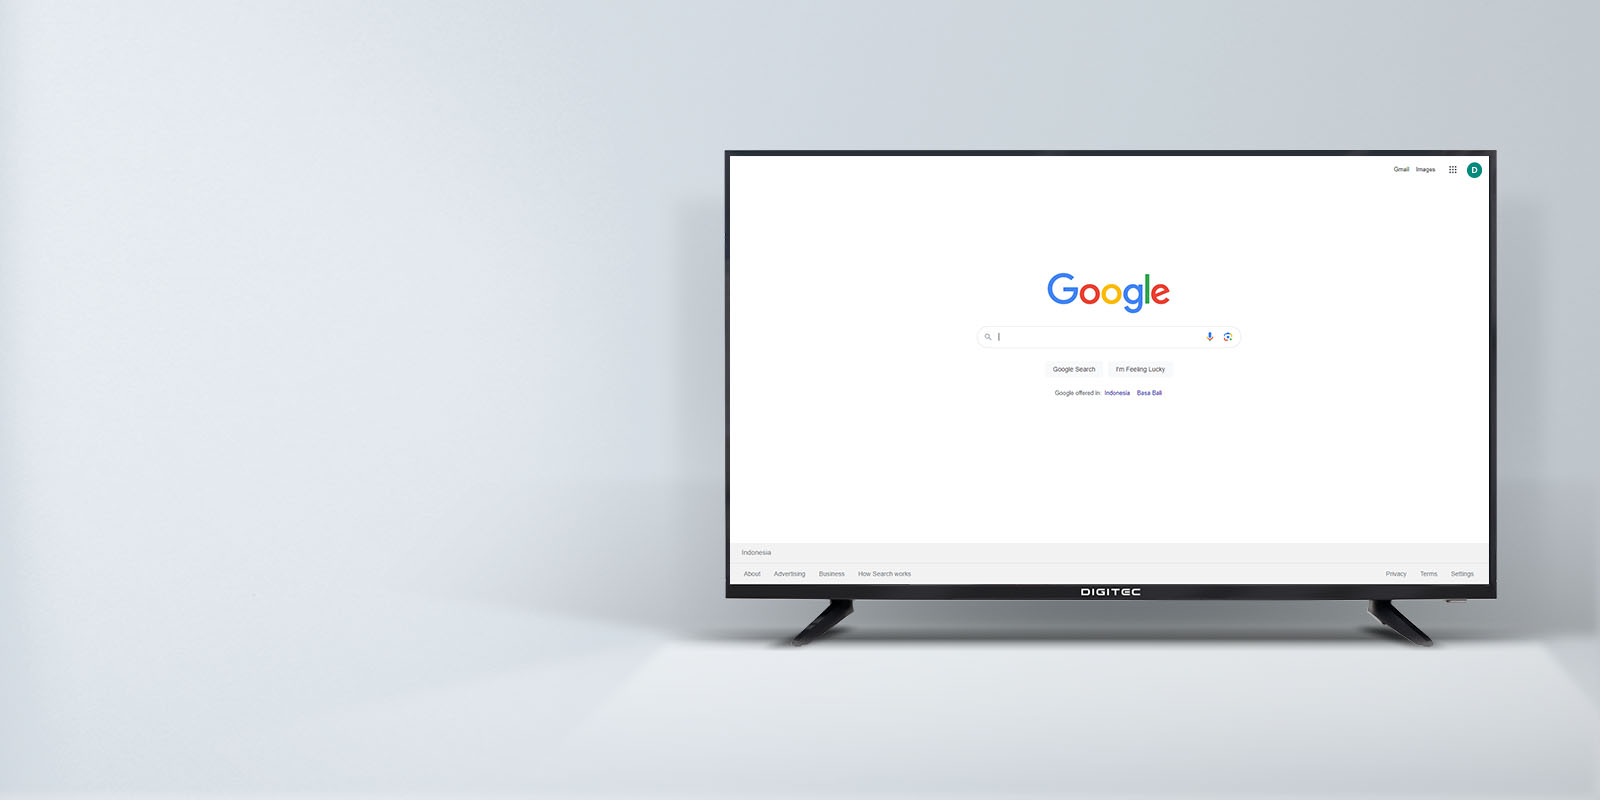 Gmail Images D
Google
Google Search I'm Feeling Lucky
Google offered in: Indonesia Basa Bali
Indonesia
About Advertising Business How Search works Privacy Terms Settings
DIGITEC